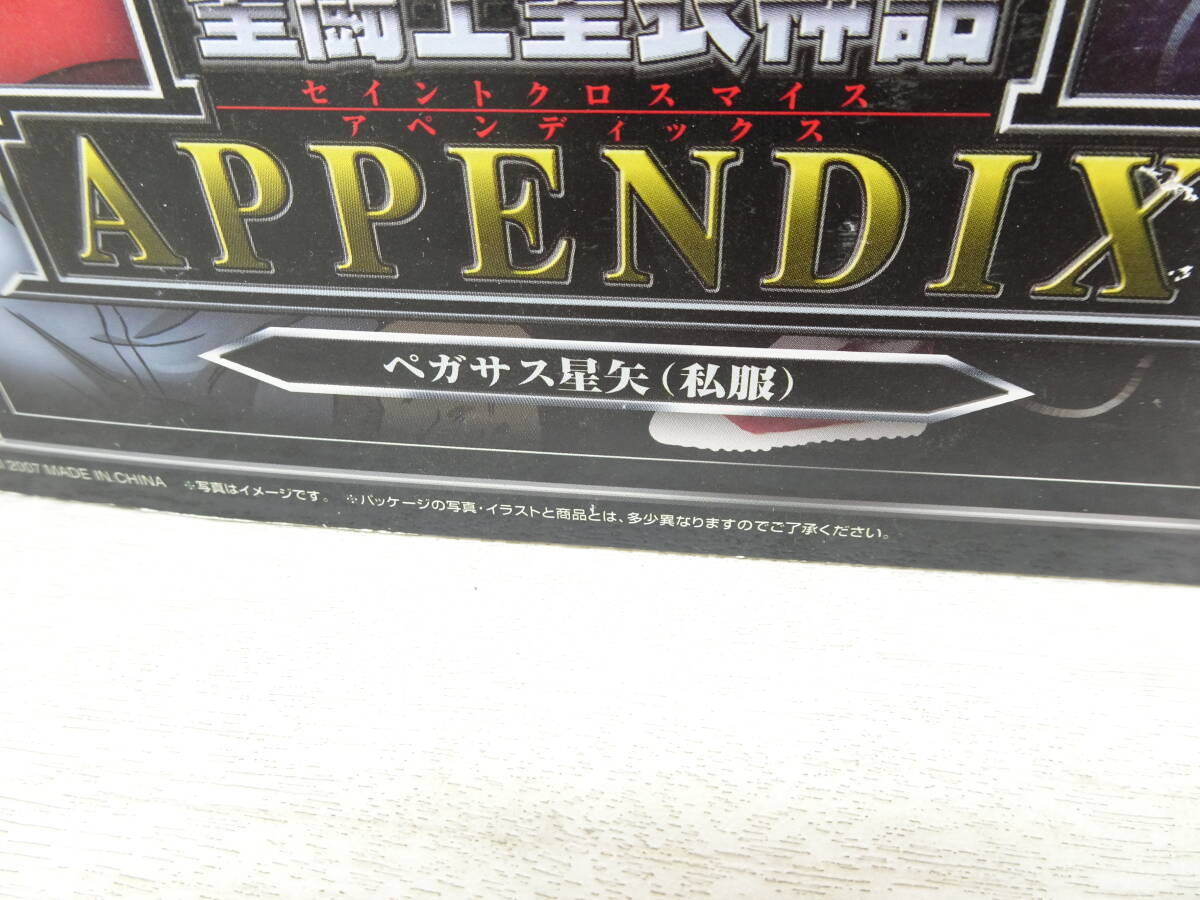 聖闘士聖衣神話
セイントクロスマイス
アペンディックス
APPENDIX
ペガサス星矢(私服)
2007 MADE IN CHINA ※写真はイメージです。 ※パッケージの写真・イラストと商品とは、多少異なりますのでご了承ください。